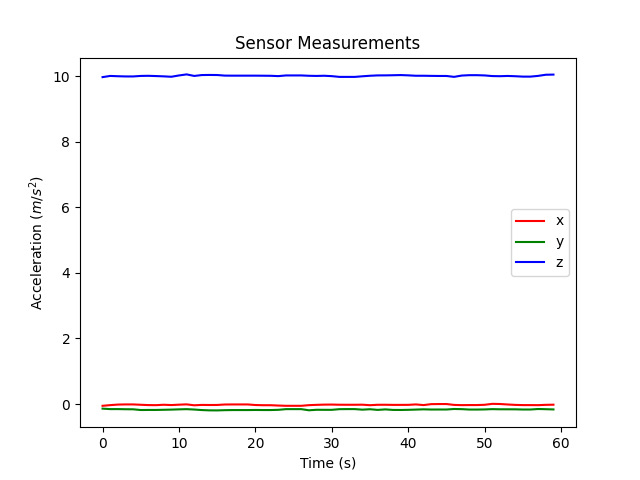 Sensor Measurements
10
8
6
4
2
0
Acceleration (m/s²)
x
y
z
0 10 20 30 40 50 60
Time (s)